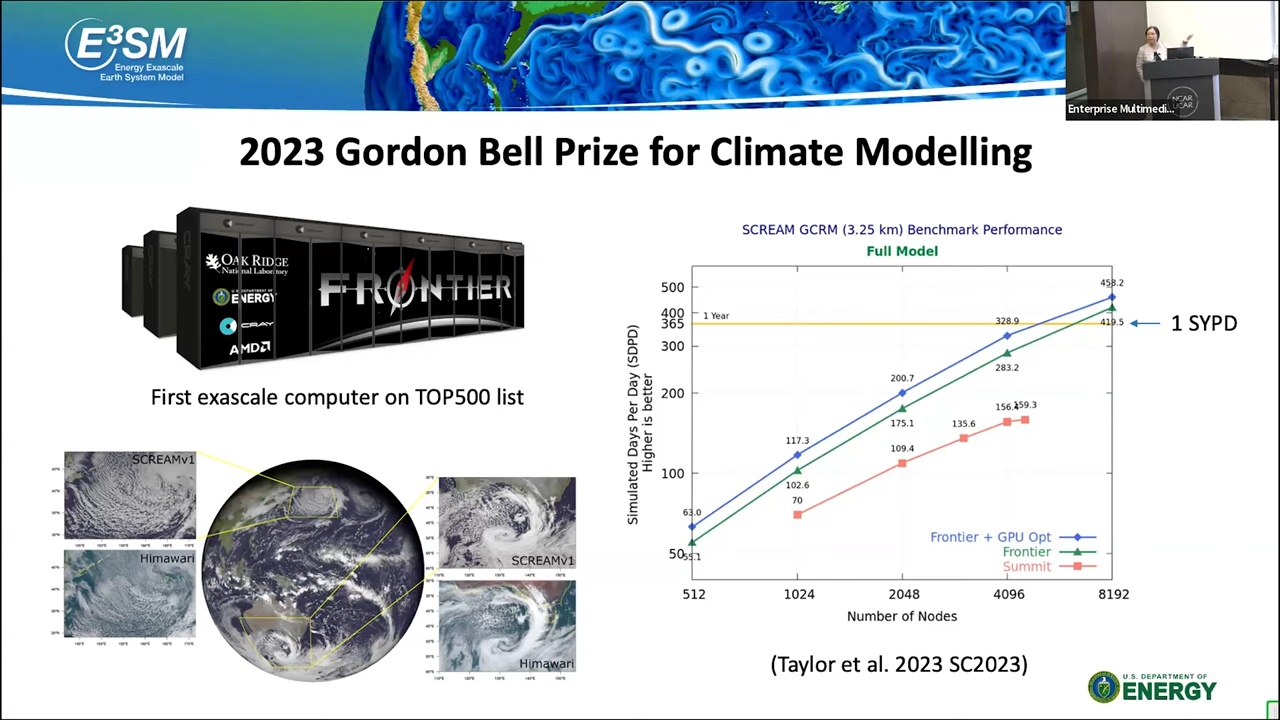 E3SM
Energy Exascale
Earth System Model
Enterprise Multimedi...
NCAR
UCAR
2023 Gordon Bell Prize for Climate Modelling
OAK RIDGE
National Laboratory
U.S. DEPARTMENT OF
ENERGY
CRAY
AMD
FRONTIER
First exascale computer on TOP500 list
SCREAMv1
Himawari
SCREAMv1
Himawari
SCREAM GCRM (3.25 km) Benchmark Performance
Full Model
Simulated Days Per Day (SDPD)
Higher is better
500
400
365
300
200
100
50
1 Year
63.0
117.3
200.7
328.9
458.2
55.1
102.6
175.1
283.2
419.5
70
109.4
135.6
156.4
159.3
1 SYPD
Frontier + GPU Opt
Frontier
Summit
512 1024 2048 4096 8192
Number of Nodes
(Taylor et al. 2023 SC2023)
U.S. DEPARTMENT OF
ENERGY